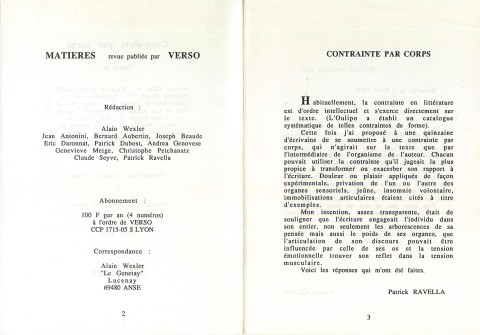 MATIERES revue publiée par VERSO
Rédaction :
Alain Wexler
Jean Antonini, Bernard Aubertin, Joseph Beaude
Eric Daronnat, Patrick Dubost, Andrea Genovese
Genevieve Metge, Christophe Petchanatz
Claude Seyve, Patrick Ravella
Abonnement :
100 F par an (4 numéros)
à l'ordre de VERSO
CCP 1715-05 S LYON
Correspondance :
Alain Wexler
"Le Genetay"
Lucenay
69480 ANSE
2
CONTRAINTE PAR CORPS
Habituellement, la contrainte en littérature
est d'ordre intellectuel et s'exerce directement sur
le texte. (L'Oulipo a établi un catalogue
systématique de telles contraintes de forme).
Cette fois j'ai proposé à une quinzaine
d'écrivains de se soumettre à une contrainte par
corps, qui n'agirait sur le texte que par
l'intermédiaire de l'organisme de l'auteur. Chacun
pouvait utiliser la contrainte qu'il jugeait la plus
propice à transformer ou exacerber son rapport à
l'écriture. Douleur ou plaisir appliqués de façon
expérimentale, privation de l'un ou l'autre des
organes sensoriels, jeûne, insomnie volontaire,
immobilisations articulaires étaient cités à titre
d'exemples.
Mon intention, assez transparente, était de
souligner que l'écriture engageait l'individu dans
son entier, non seulement les arborescences de sa
pensée mais aussi le poids de ses organes, que
l'articulation de son discours pouvait être
influencée par celle de ses os et la tension
émotionnelle trouver son reflet dans la tension
musculaire.
Voici les réponses qui m'ont été faites.
Patrick RAVELLA
3